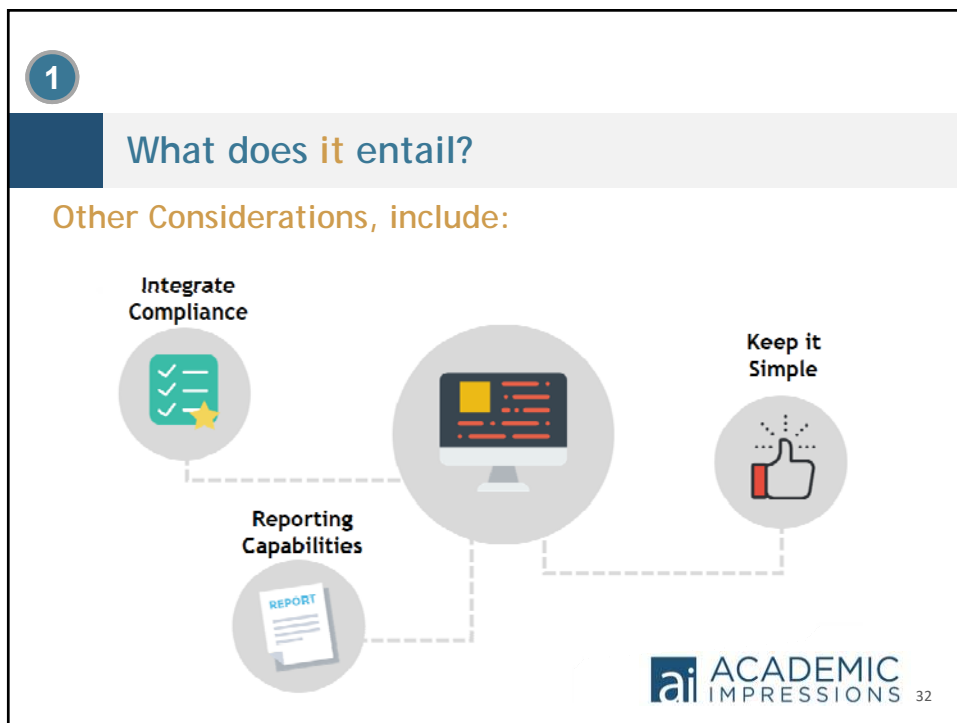 1
What does it entail?
Other Considerations, include:
Integrate
Compliance
Keep it
Simple
Reporting
Capabilities
REPORT
ai ACADEMIC
IMPRESSIONS
32